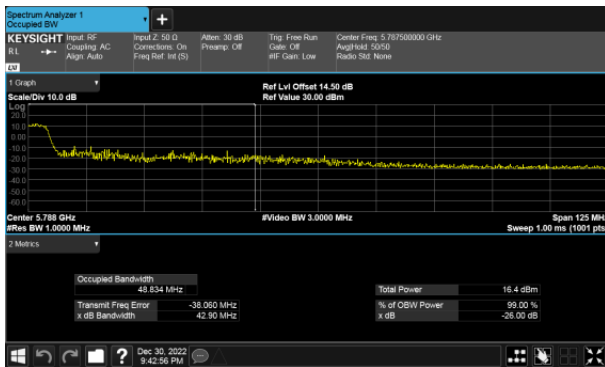 Spectrum Analyzer 1
Occupied BW
+
KEYSIGHT Input: RF Input Z: 50 Ω Atten: 30 dB Trig: Free Run Center Freq: 5.787500000 GHz
RL Coupling: AC Corrections: On Preamp: Off Gate: Off Avg|Hold: 50/50
Align: Auto Freq Ref: Int (S) #IF Gain: Low Radio Std: None
LXI
1 Graph
Ref Lvl Offset 14.50 dB
Scale/Div 10.0 dB Ref Value 30.00 dBm
Log
20.0
10.0
0.00
-10.0
-20.0
-30.0
-40.0
-50.0
-60.0
Center 5.788 GHz #Video BW 3.0000 MHz Span 125 MH
#Res BW 1.0000 MHz Sweep 1.00 ms (1001 pts
2 Metrics
Occupied Bandwidth
48.834 MHz Total Power 16.4 dBm
Transmit Freq Error -38.060 MHz % of OBW Power 99.00 %
x dB Bandwidth 42.90 MHz x dB -26.00 dB
? Dec 30, 2022
9:42:56 PM